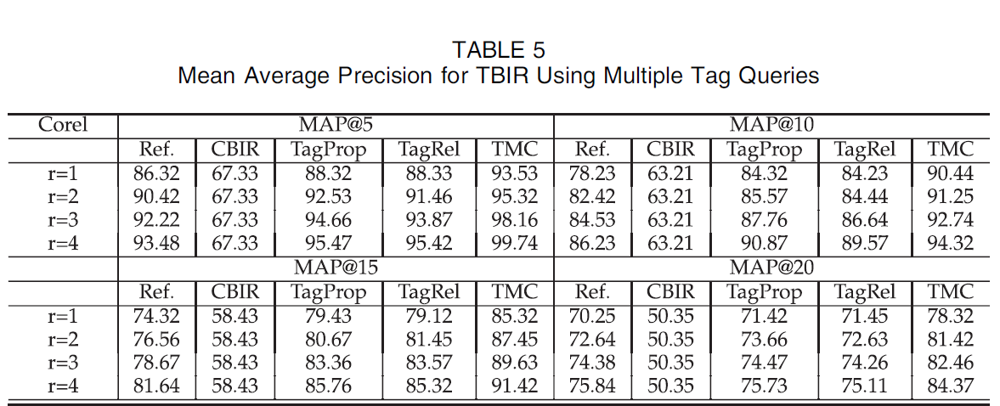 TABLE 5
Mean Average Precision for TBIR Using Multiple Tag Queries
Corel MAP@5 MAP@10
Ref. CBIR TagProp TagRel TMC Ref. CBIR TagProp TagRel TMC
r=1 86.32 67.33 88.32 88.33 93.53 78.23 63.21 84.32 84.23 90.44
r=2 90.42 67.33 92.53 91.46 95.32 82.42 63.21 85.57 84.44 91.25
r=3 92.22 67.33 94.66 93.87 98.16 84.53 63.21 87.76 86.64 92.74
r=4 93.48 67.33 95.47 95.42 99.74 86.23 63.21 90.87 89.57 94.32
MAP@15 MAP@20
Ref. CBIR TagProp TagRel TMC Ref. CBIR TagProp TagRel TMC
r=1 74.32 58.43 79.43 79.12 85.32 70.25 50.35 71.42 71.45 78.32
r=2 76.56 58.43 80.67 81.45 87.45 72.64 50.35 73.66 72.63 81.42
r=3 78.67 58.43 83.36 83.57 89.63 74.38 50.35 74.47 74.26 82.46
r=4 81.64 58.43 85.76 85.32 91.42 75.84 50.35 75.73 75.11 84.37